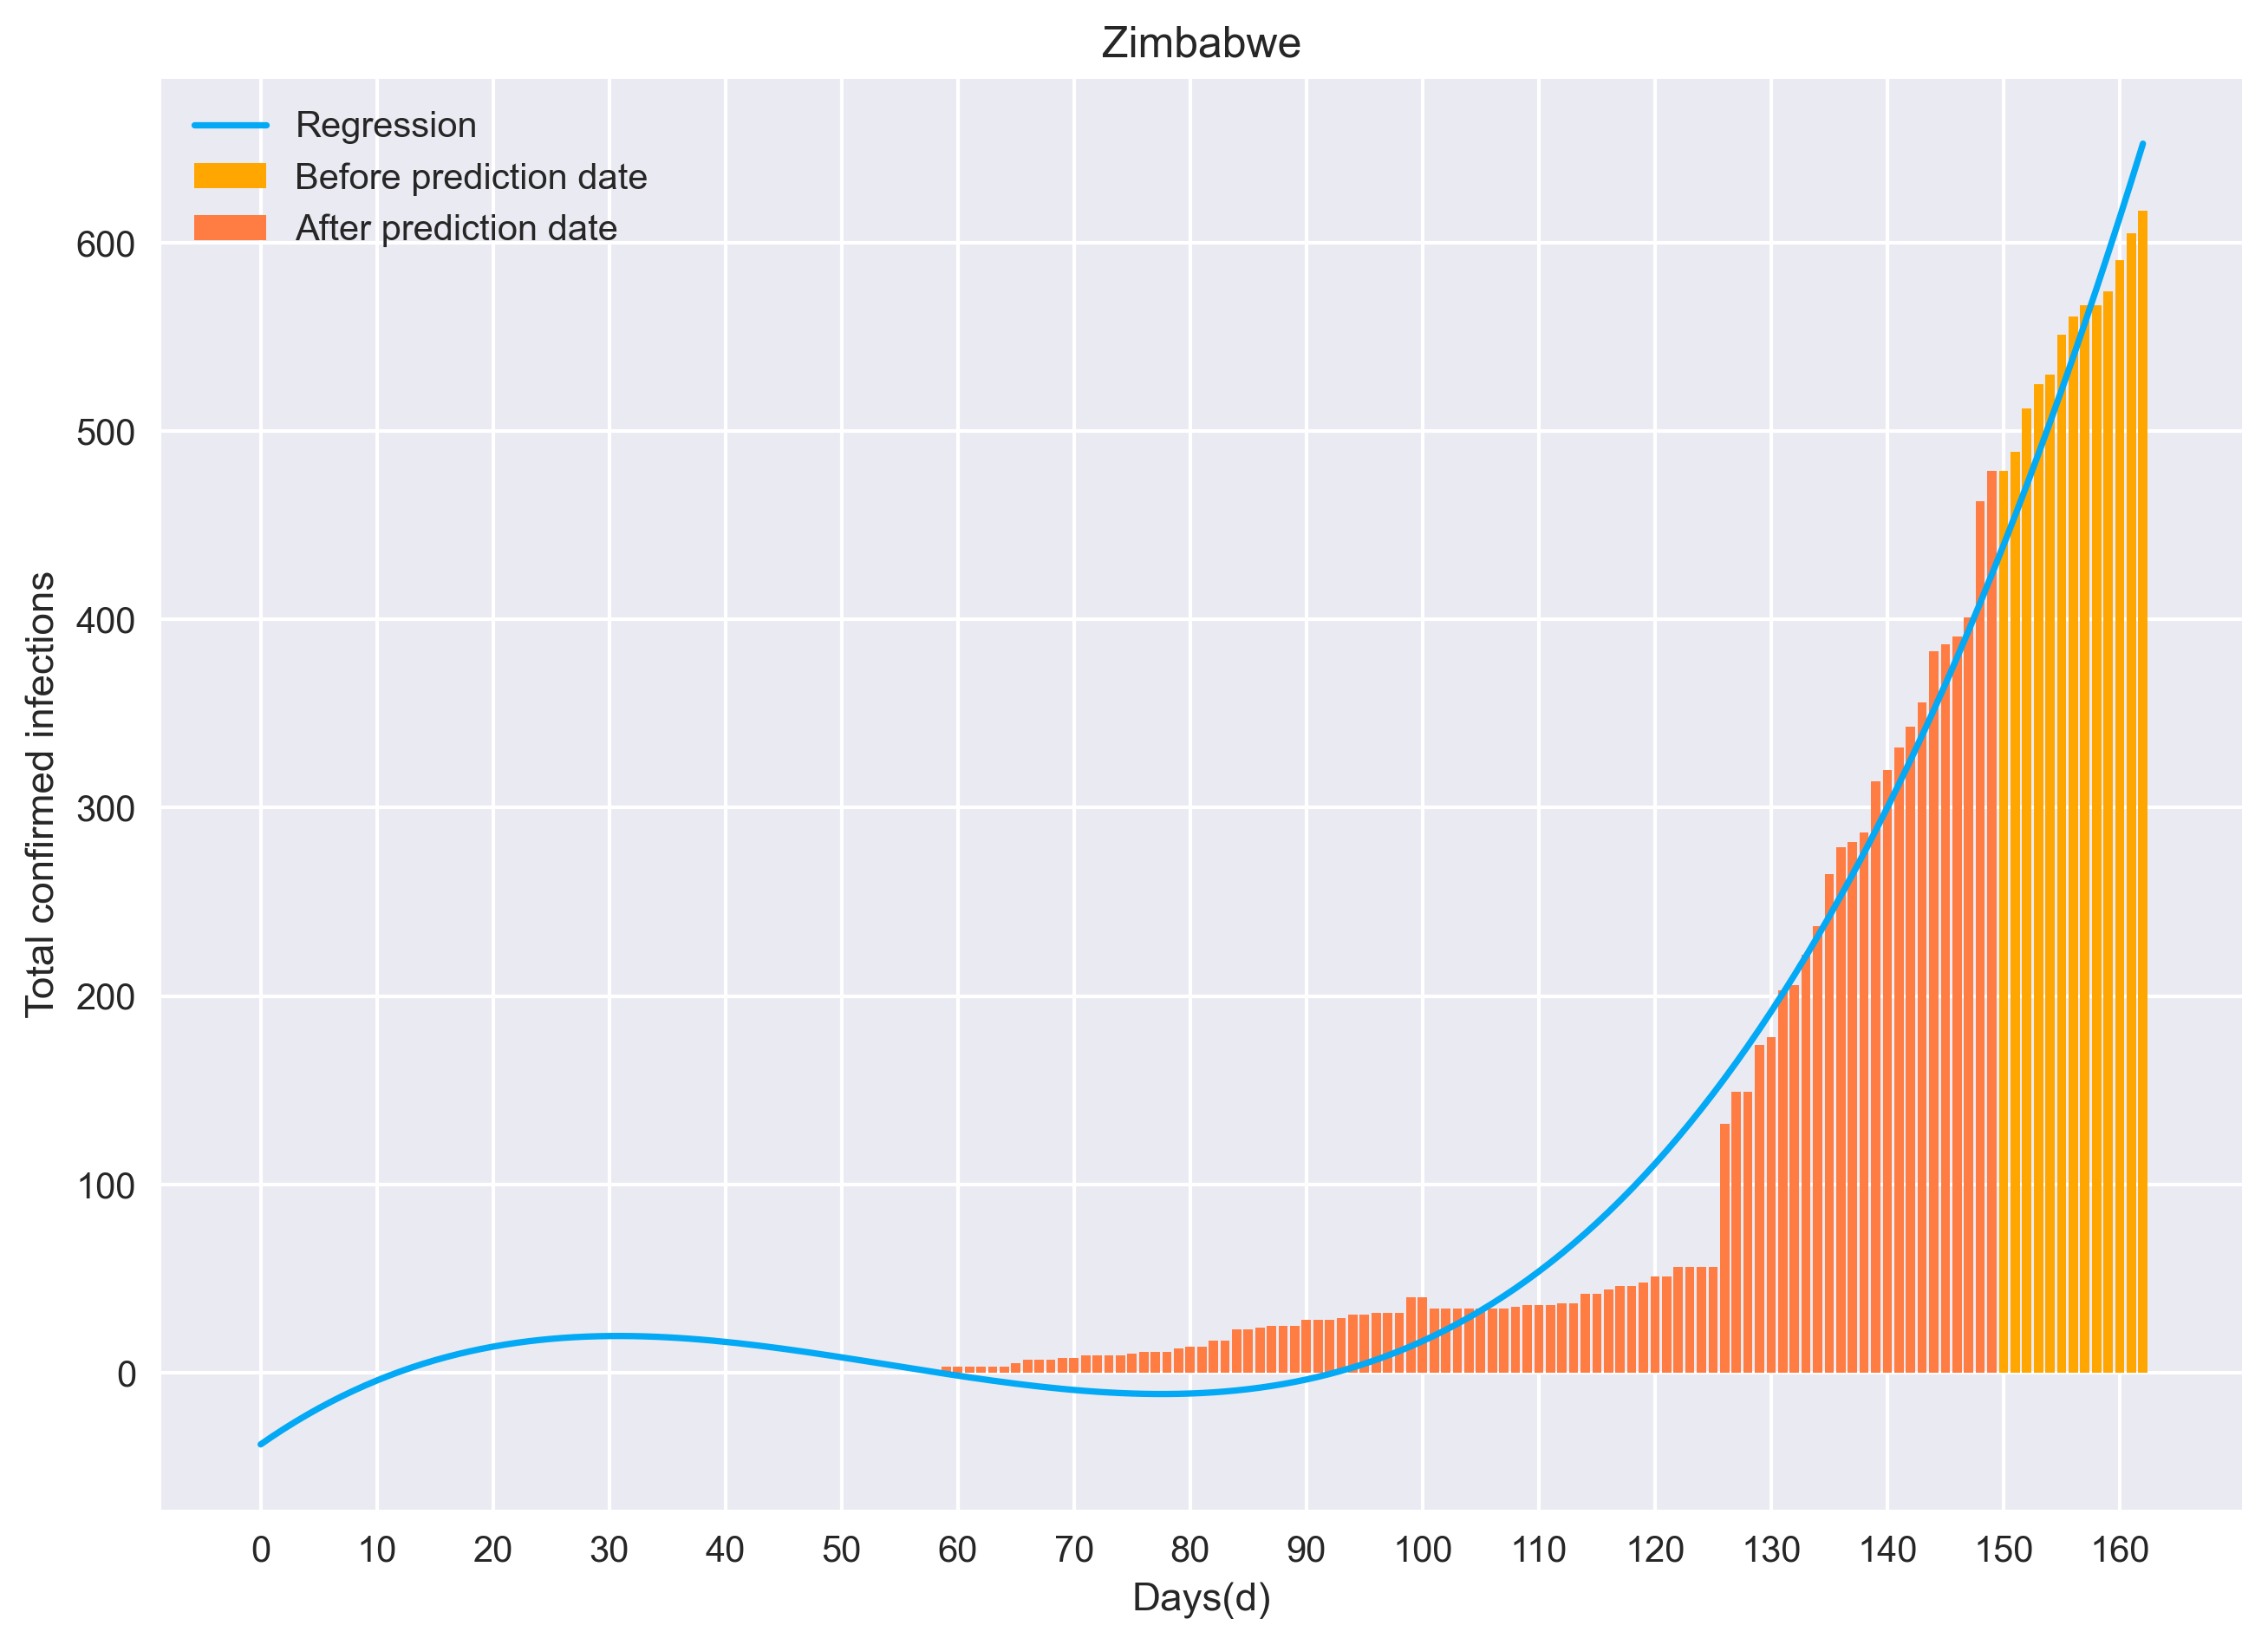 Zimbabwe
Regression
Before prediction date
After prediction date
600
500
400
300
200
100
0
Total confirmed infections
0 10 20 30 40 50 60 70 80 90 100 110 120 130 140 150 160
Days(d)